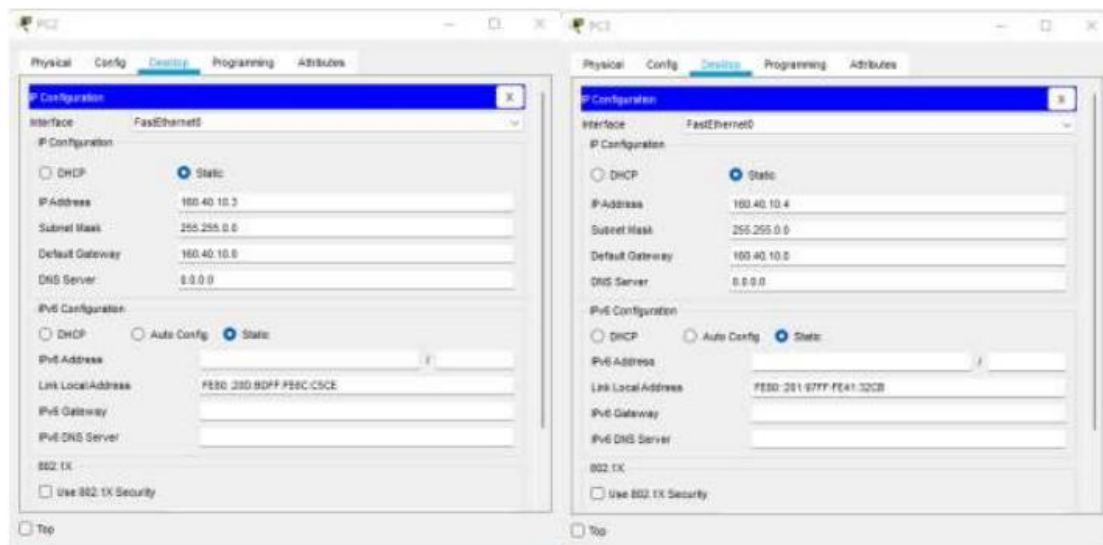 PC2
Physical Config Desktop Programming Attributes
IP Configuration X
Interface FastEthernet0
IP Configuration
DHCP Static
IP Address 160.40.10.3
Subnet Mask 255.255.0.0
Default Gateway 160.40.10.0
DNS Server 0.0.0.0
IPv6 Configuration
DHCP Auto Config Static
IPv6 Address /
Link Local Address
IPv6 Gateway
IPv6 DNS Server
802.1X
Use 802.1X Security
Top
PC3
Physical Config Desktop Programming Attributes
IP Configuration X
Interface FastEthernet0
IP Configuration
DHCP Static
IP Address 160.40.10.4
Subnet Mask 255.255.0.0
Default Gateway 160.40.10.0
DNS Server 0.0.0.0
IPv6 Configuration
DHCP Auto Config Static
IPv6 Address /
Link Local Address FE80::201:97FF:FE41:32CB
IPv6 Gateway
IPv6 DNS Server
802.1X
Use 802.1X Security
Top